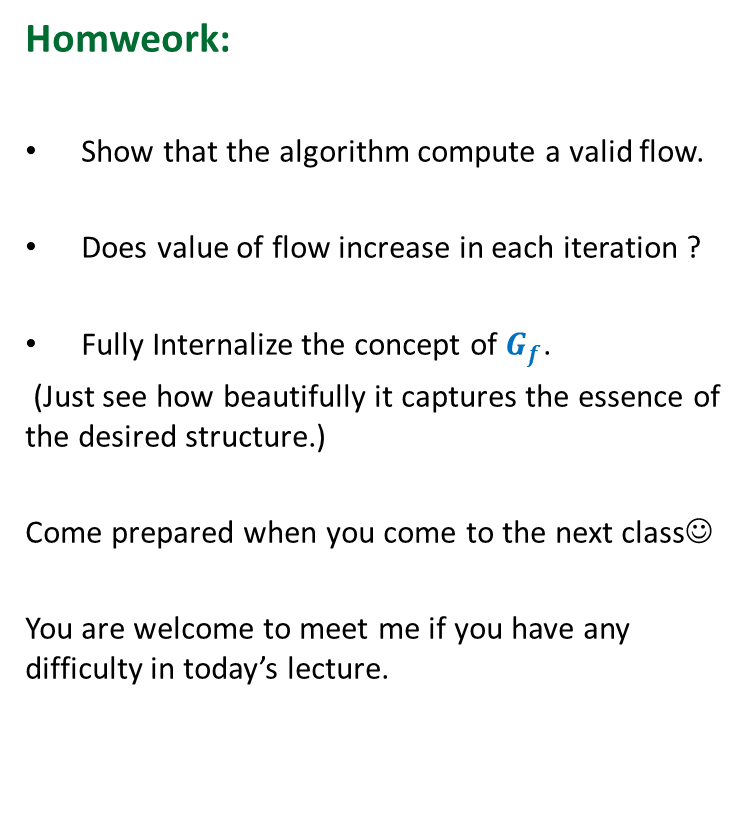 Homweork:
• Show that the algorithm compute a valid flow.
• Does value of flow increase in each iteration ?
• Fully Internalize the concept of G_f.
(Just see how beautifully it captures the essence of
the desired structure.)
Come prepared when you come to the next class☺
You are welcome to meet me if you have any
difficulty in today’s lecture.